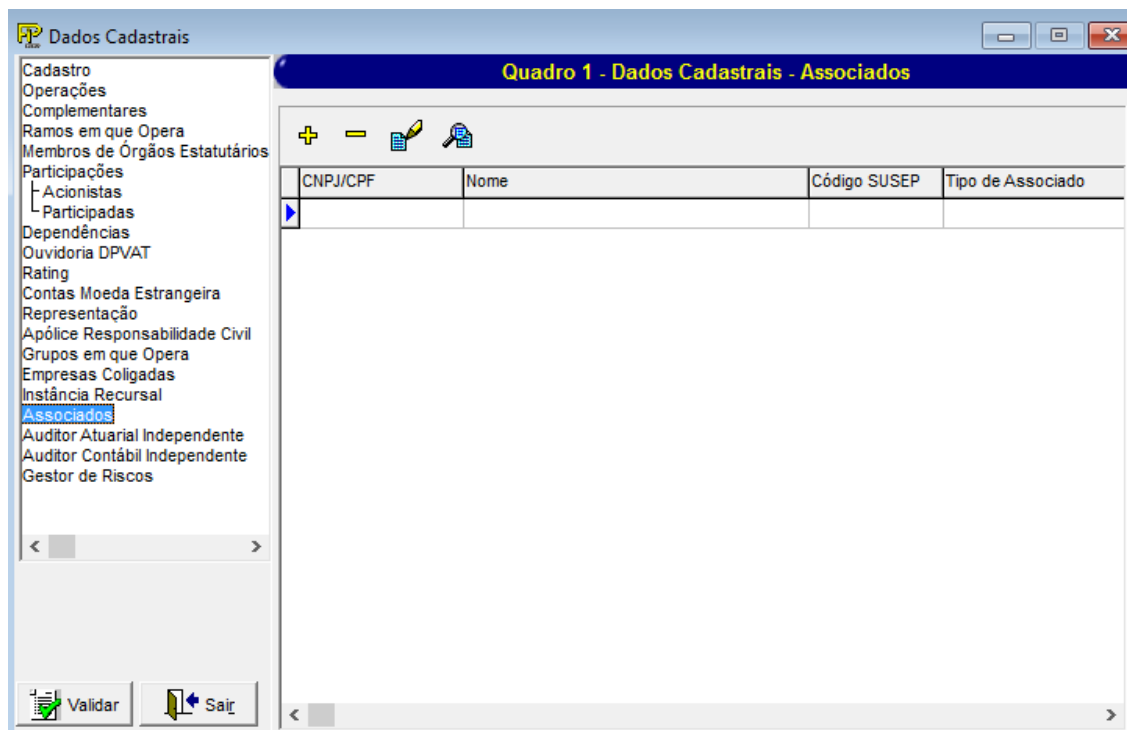 Dados Cadastrais
Cadastro
Operações
Complementares
Ramos em que Opera
Membros de Órgãos Estatutários
Participações
Acionistas
Participadas
Dependências
Ouvidoria DPVAT
Rating
Contas Moeda Estrangeira
Representação
Apólice Responsabilidade Civil
Grupos em que Opera
Empresas Coligadas
Instância Recursal
Associados
Auditor Atuarial Independente
Auditor Contábil Independente
Gestor de Riscos
Validar
Sair
Quadro 1 - Dados Cadastrais - Associados
CNPJ/CPF Nome Código SUSEP Tipo de Associado